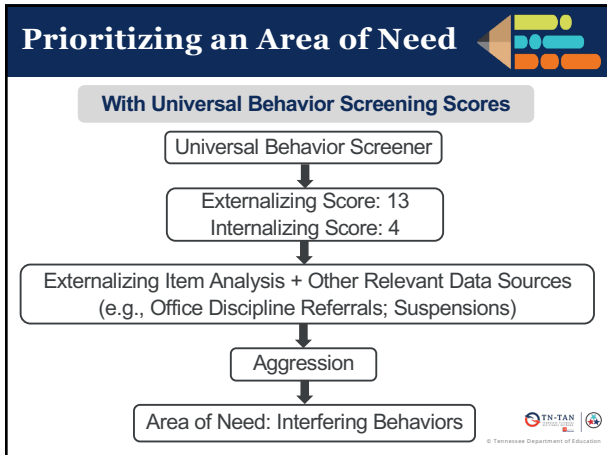 Prioritizing an Area of Need
With Universal Behavior Screening Scores
Universal Behavior Screener
Externalizing Score: 13
Internalizing Score: 4
Externalizing Item Analysis + Other Relevant Data Sources
(e.g., Office Discipline Referrals; Suspensions)
Aggression
Area of Need: Interfering Behaviors
TN-TAN
© Tennessee Department of Education